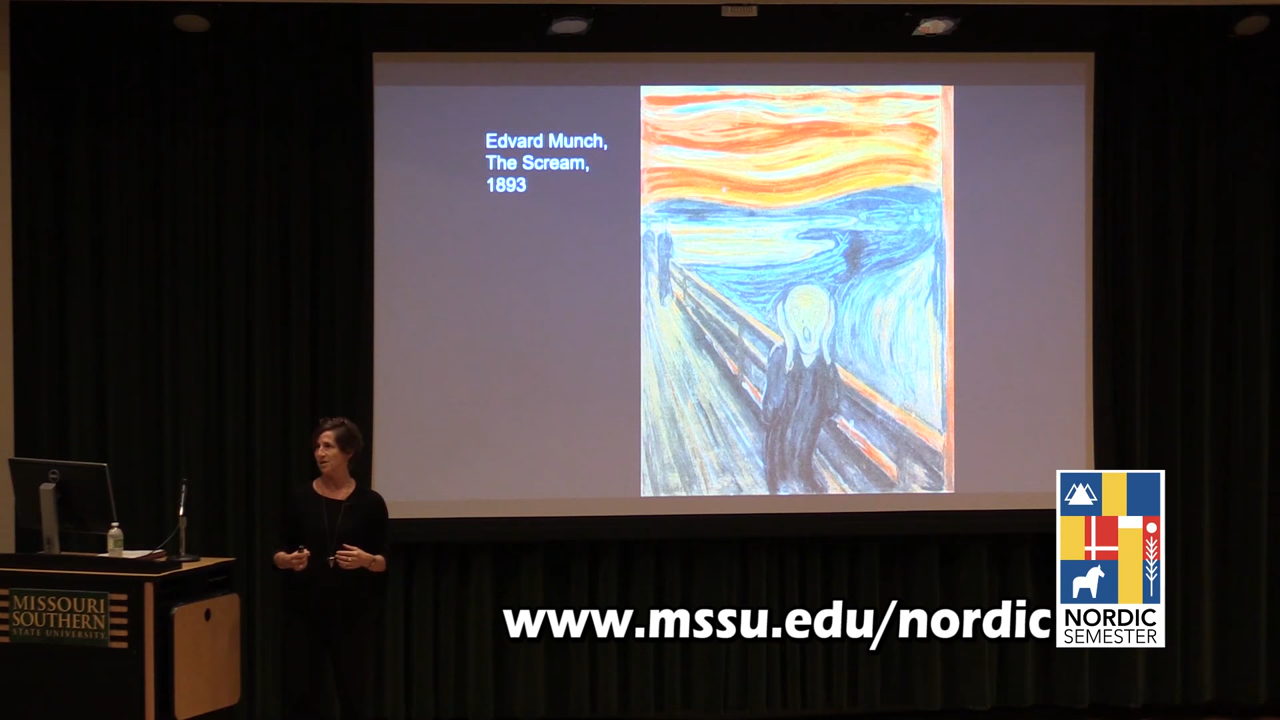 Edvard Munch,
The Scream,
1893
MISSOURI
SOUTHERN
STATE UNIVERSITY
www.mssu.edu/nordic
NORDIC
SEMESTER